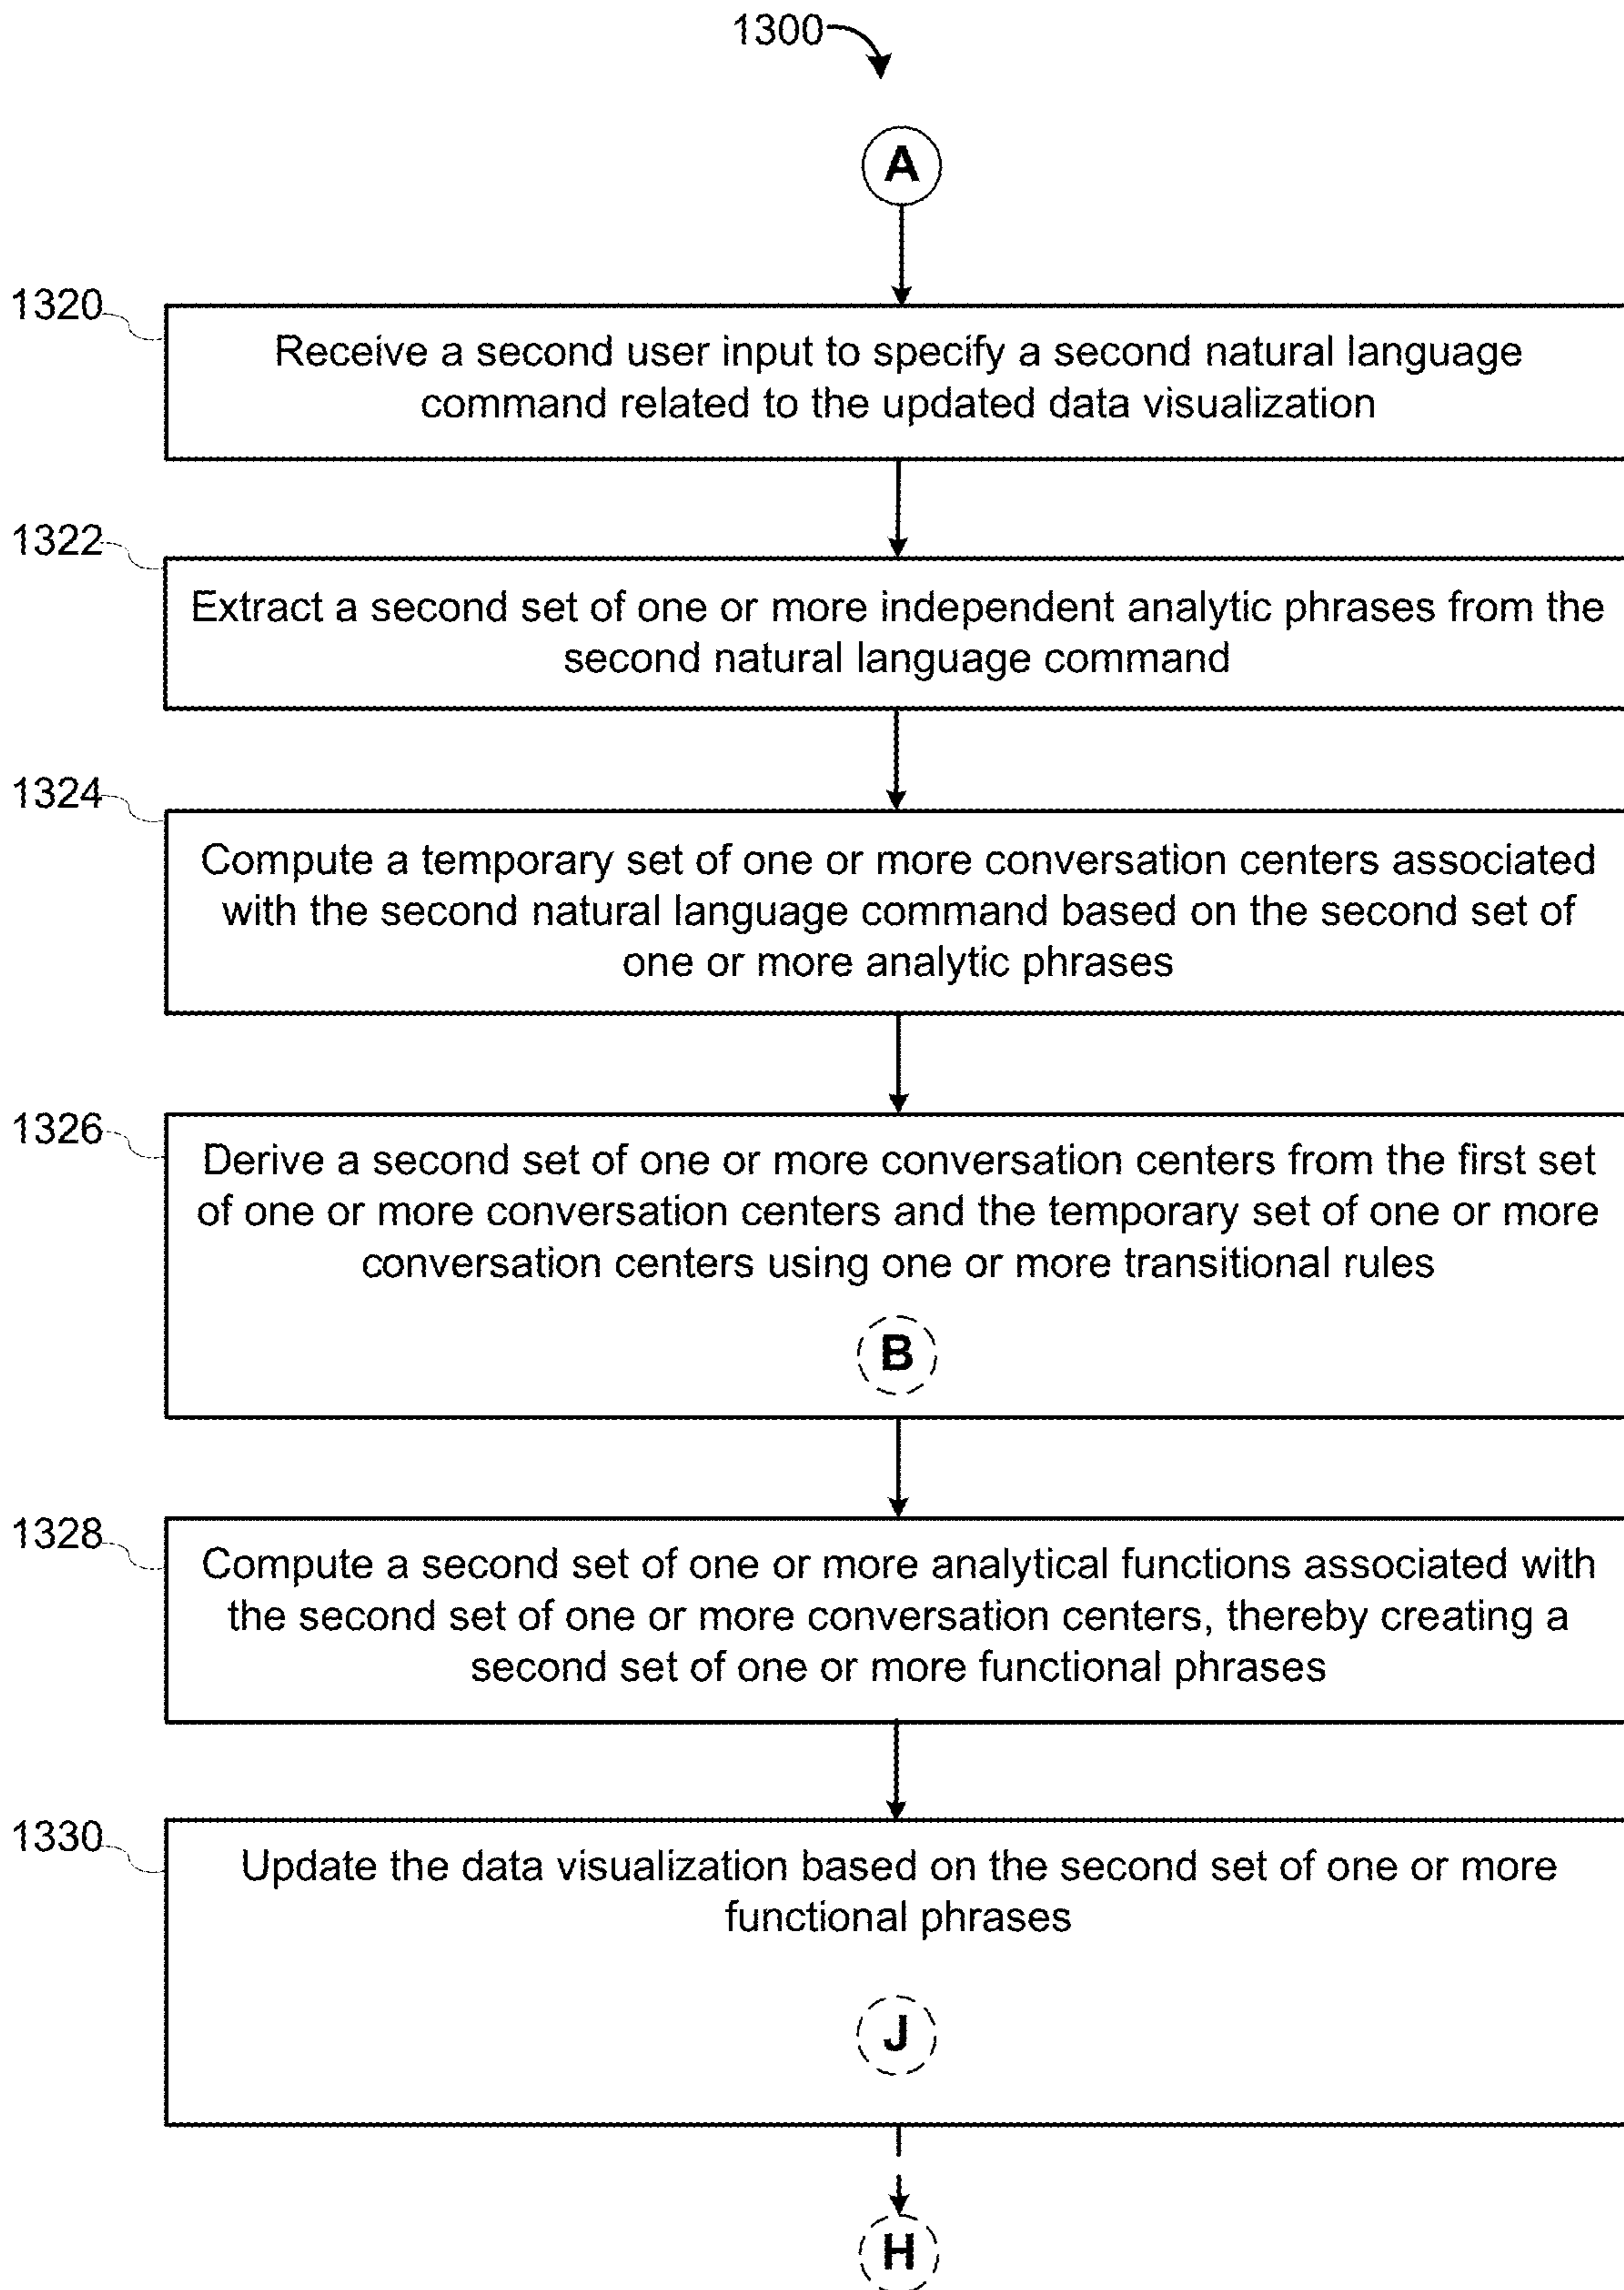 1300
A
1320
Receive a second user input to specify a second natural language
command related to the updated data visualization
1322
Extract a second set of one or more independent analytic phrases from the
second natural language command
1324
Compute a temporary set of one or more conversation centers associated
with the second natural language command based on the second set of
one or more analytic phrases
1326
Derive a second set of one or more conversation centers from the first set
of one or more conversation centers and the temporary set of one or more
conversation centers using one or more transitional rules
B
1328
Compute a second set of one or more analytical functions associated with
the second set of one or more conversation centers, thereby creating a
second set of one or more functional phrases
1330
Update the data visualization based on the second set of one or more
functional phrases
J
H